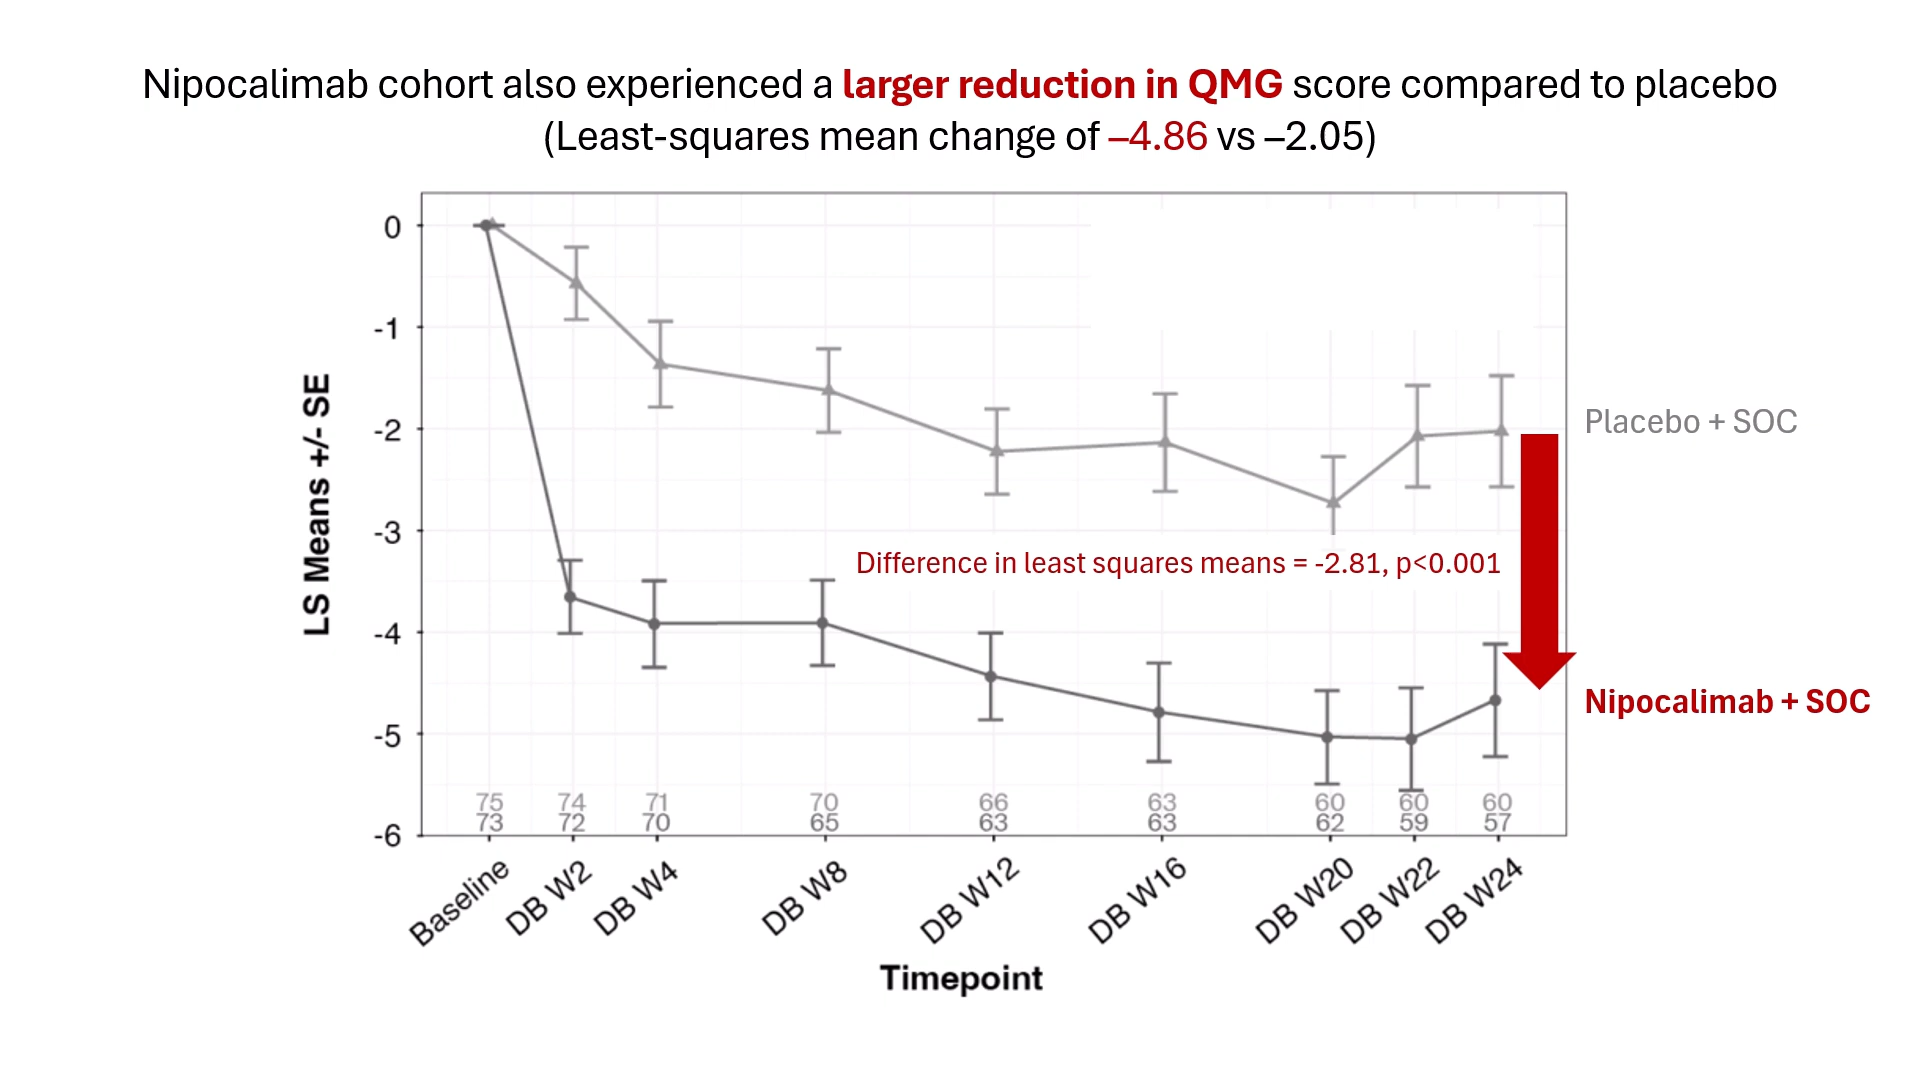 Nipocalimab cohort also experienced a larger reduction in QMG score compared to placebo
(Least-squares mean change of –4.86 vs –2.05)
LS Means +/- SE
0
-1
-2
-3
-4
-5
-6
Placebo + SOC
Difference in least squares means = -2.81, p<0.001
Nipocalimab + SOC
75 74 71 70 66 63 60 60 60
73 72 70 65 63 63 62 59 57
Baseline DB W2 DB W4 DB W8 DB W12 DB W16 DB W20 DB W22 DB W24
Timepoint